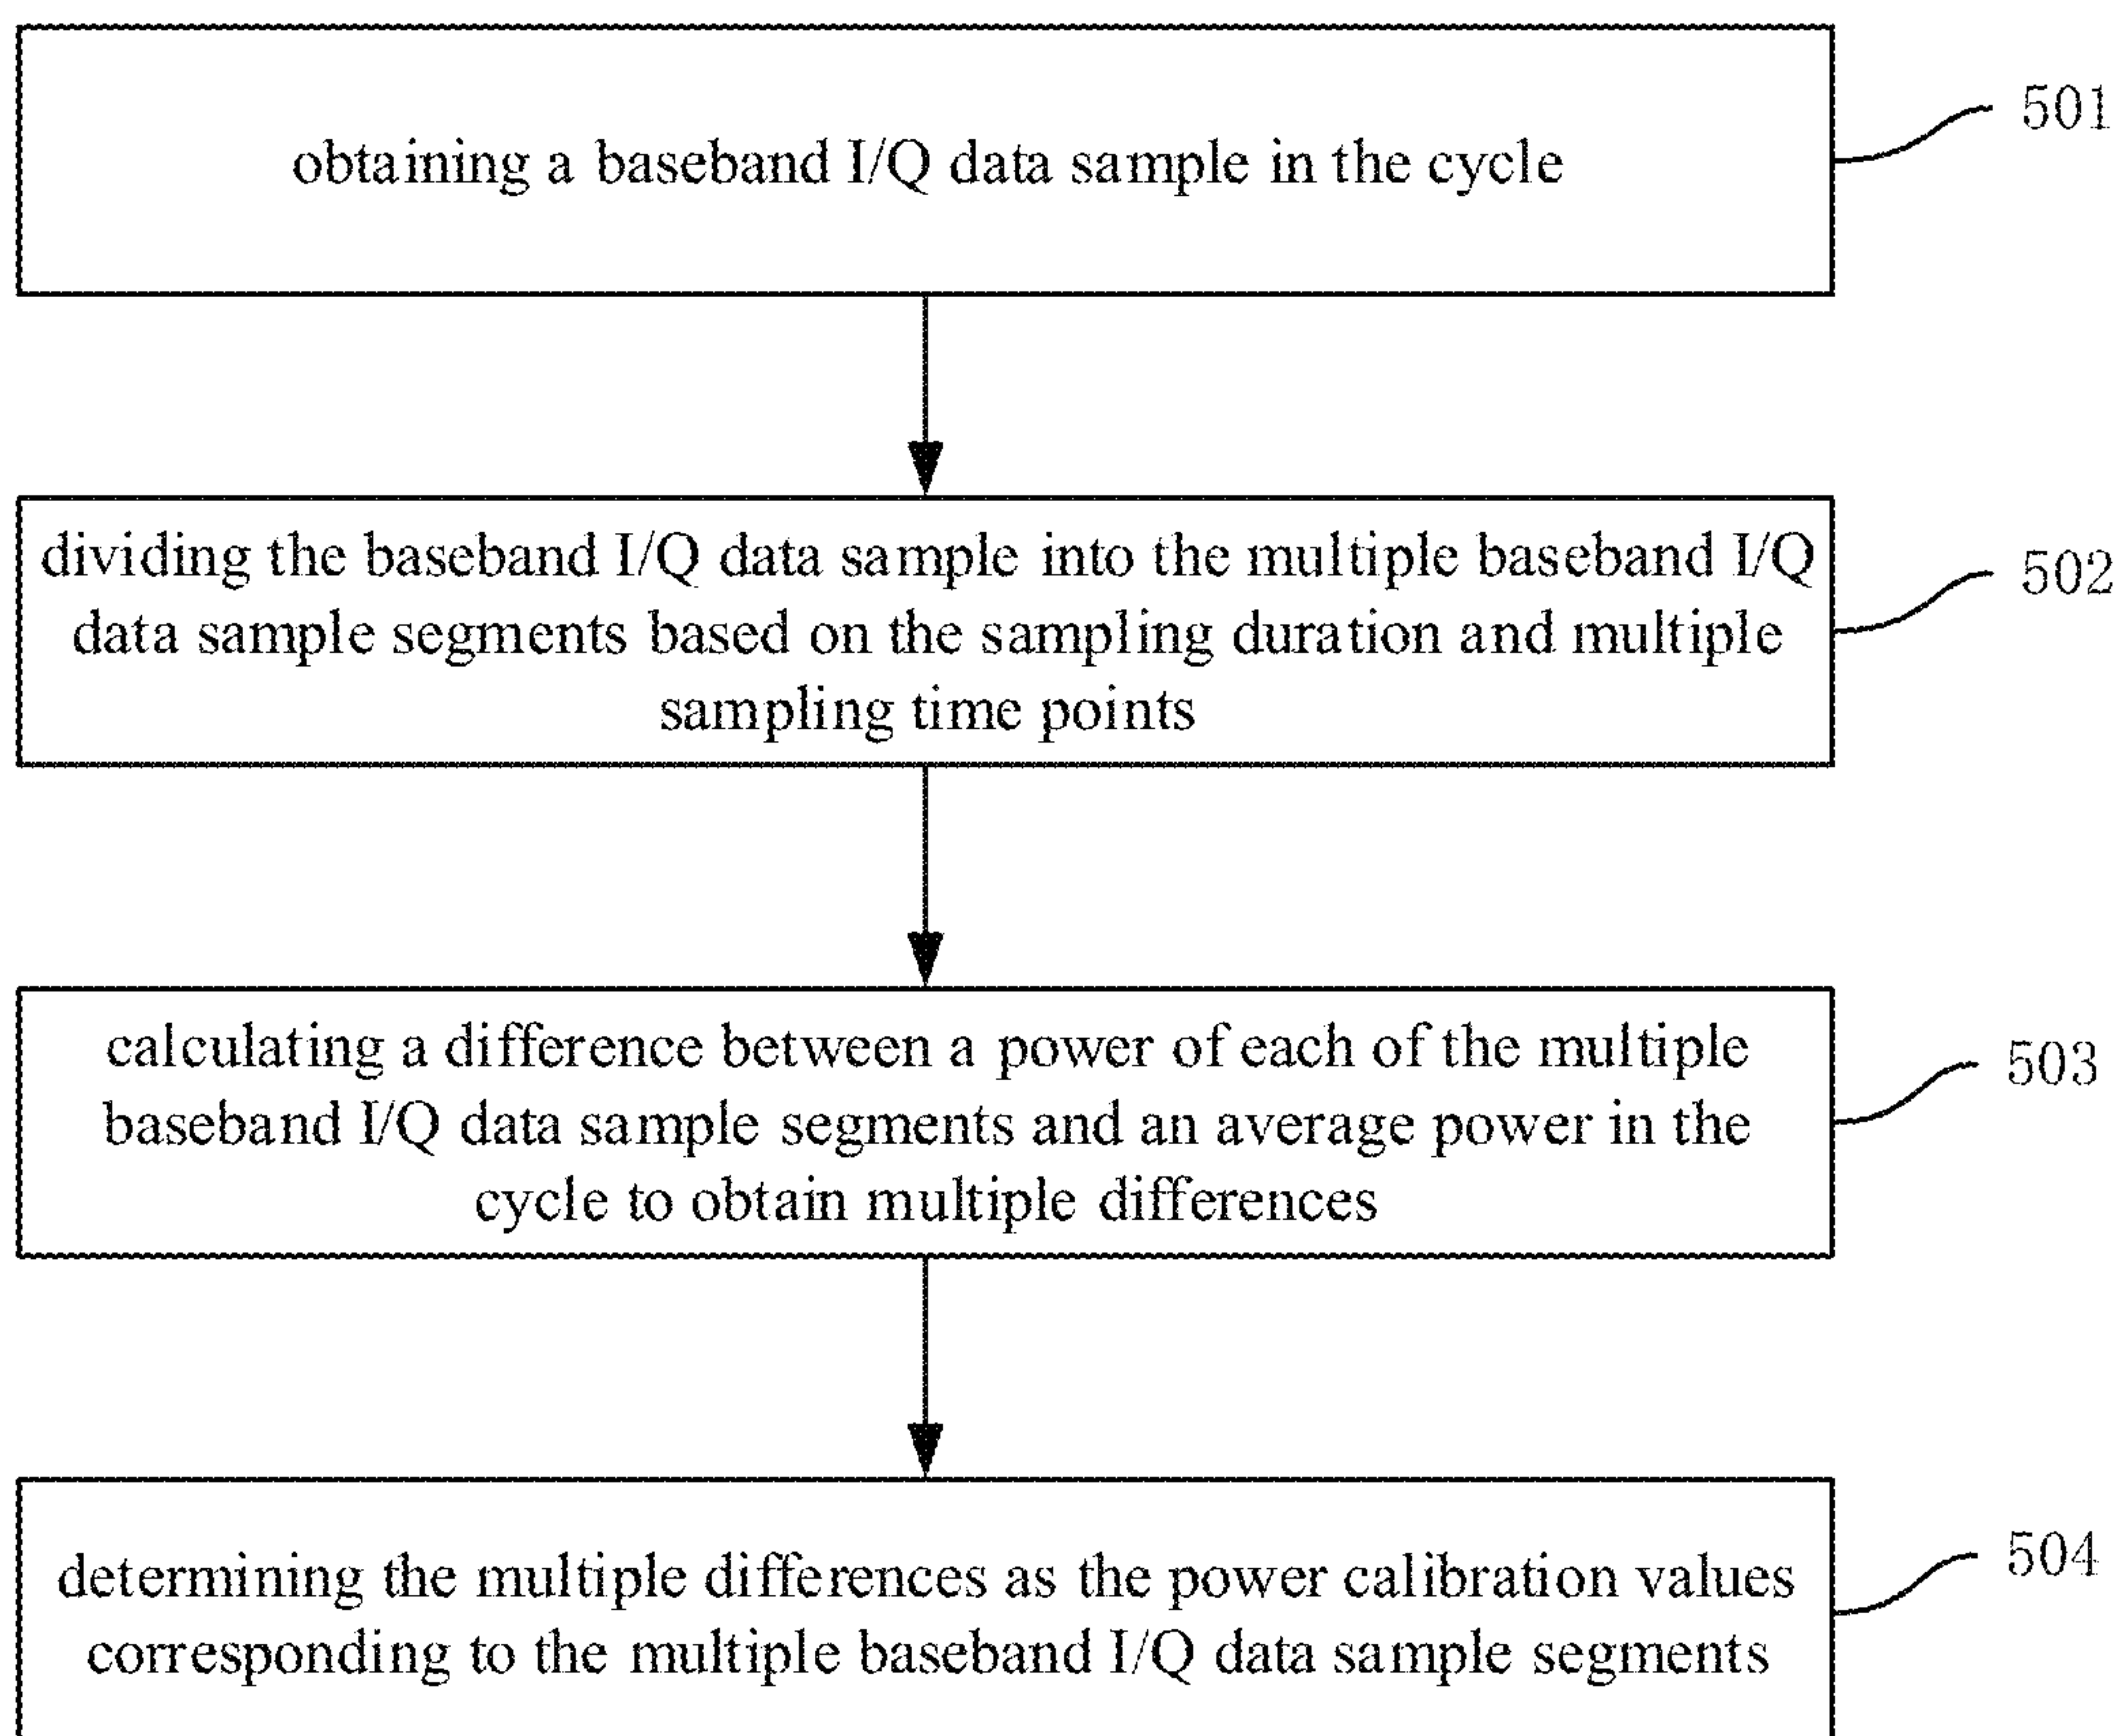 obtaining a baseband I/Q data sample in the cycle
501
dividing the baseband I/Q data sample into the multiple baseband I/Q
data sample segments based on the sampling duration and multiple
sampling time points
502
calculating a difference between a power of each of the multiple
baseband I/Q data sample segments and an average power in the
cycle to obtain multiple differences
503
determining the multiple differences as the power calibration values
corresponding to the multiple baseband I/Q data sample segments
504